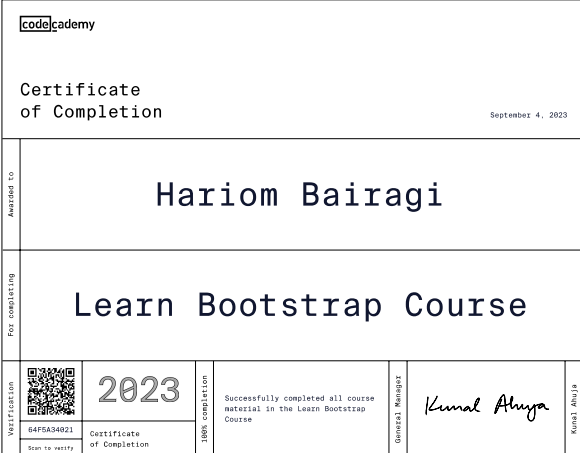 codecademy
Certificate
of Completion
September 4, 2023
Awarded to
Hariom Bairagi
For completing
Learn Bootstrap Course
Verification
64F5A34021
Scan to verify
2023
Certificate
of Completion
100% completion
Successfully completed all course
material in the Learn Bootstrap
Course
General Manager
Kunal Ahuja
Kunal Ahuja